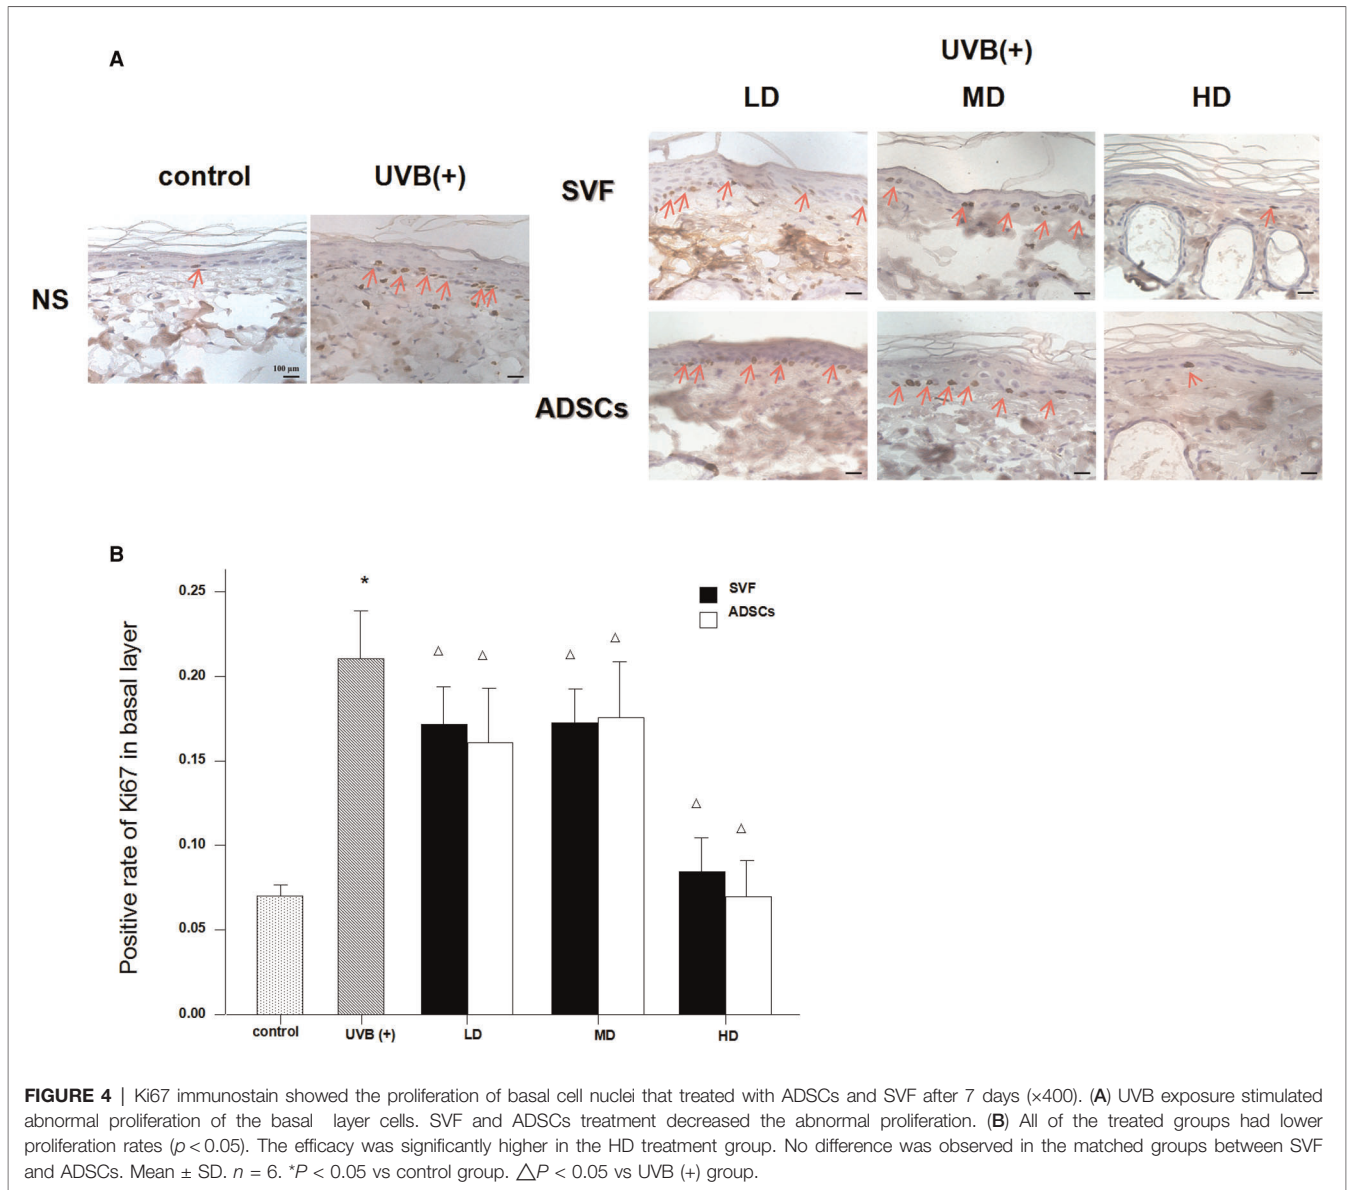 A
UVB(+)
LD MD HD
control UVB(+)
SVF
NS
100 μm
ADSCs
B
*
SVF
ADSCs
△ △ △ △ △ △
Positive rate of Ki67 in basal layer
0.25
0.20
0.15
0.10
0.05
0.00
control UVB (+) LD MD HD
FIGURE 4 | Ki67 immunostain showed the proliferation of basal cell nuclei that treated with ADSCs and SVF after 7 days (×400). (A) UVB exposure stimulated
abnormal proliferation of the basal layer cells. SVF and ADSCs treatment decreased the abnormal proliferation. (B) All of the treated groups had lower
proliferation rates (p < 0.05). The efficacy was significantly higher in the HD treatment group. No difference was observed in the matched groups between SVF
and ADSCs. Mean ± SD. n = 6. *P < 0.05 vs control group. △P < 0.05 vs UVB (+) group.